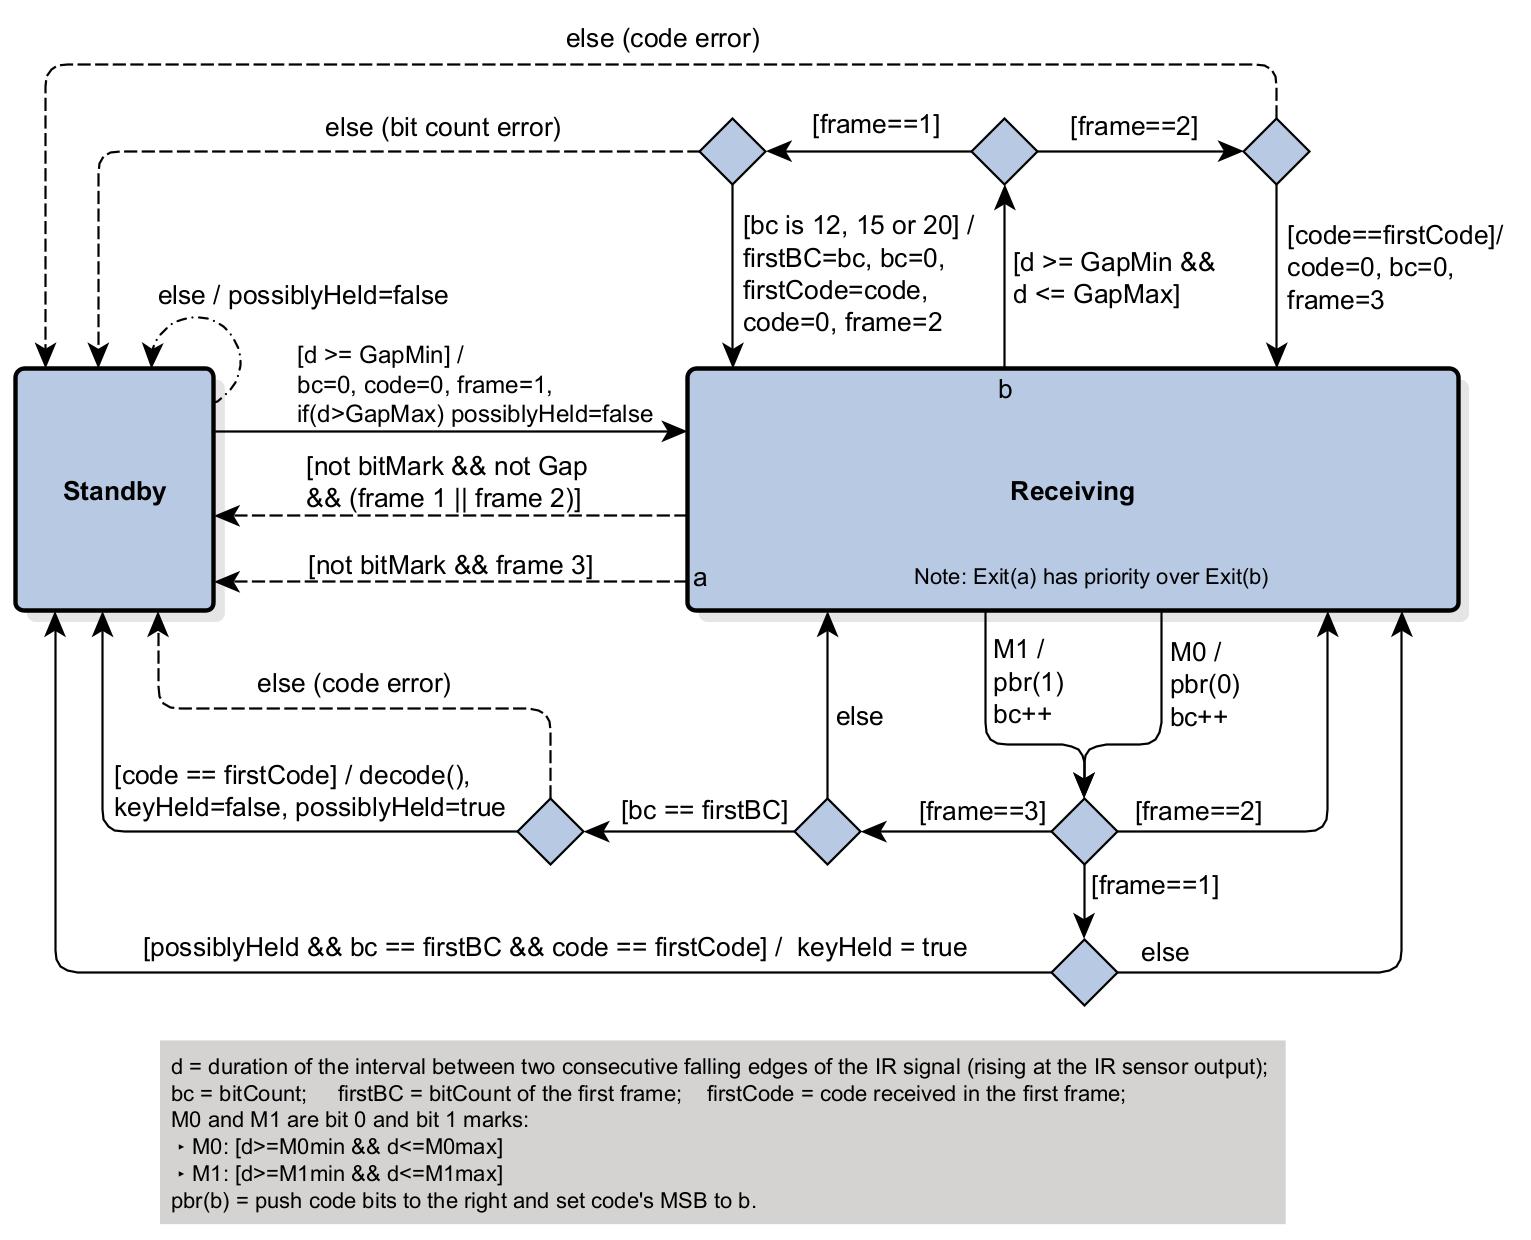 else (code error)
else (bit count error)
[frame==1]
[frame==2]
[bc is 12, 15 or 20] /
firstBC=bc, bc=0,
firstCode=code,
code=0, frame=2
[d >= GapMin &&
d <= GapMax]
[code==firstCode]/
code=0, bc=0,
frame=3
else / possiblyHeld=false
[d >= GapMin] /
bc=0, code=0, frame=1,
if(d>GapMax) possiblyHeld=false
b
[not bitMark && not Gap
&& (frame 1 || frame 2)]
Standby
Receiving
[not bitMark && frame 3]
a
Note: Exit(a) has priority over Exit(b)
M1 /
pbr(1)
bc++
M0 /
pbr(0)
bc++
else (code error)
else
[code == firstCode] / decode(),
keyHeld=false, possiblyHeld=true
[bc == firstBC]
[frame==3]
[frame==2]
[frame==1]
[possiblyHeld && bc == firstBC && code == firstCode] /  keyHeld = true
else
d = duration of the interval between two consecutive falling edges of the IR signal (rising at the IR sensor output);
bc = bitCount;    firstBC = bitCount of the first frame;    firstCode = code received in the first frame;
M0 and M1 are bit 0 and bit 1 marks:
‣ M0: [d>=M0min && d<=M0max]
‣ M1: [d>=M1min && d<=M1max]
pbr(b) = push code bits to the right and set code's MSB to b.